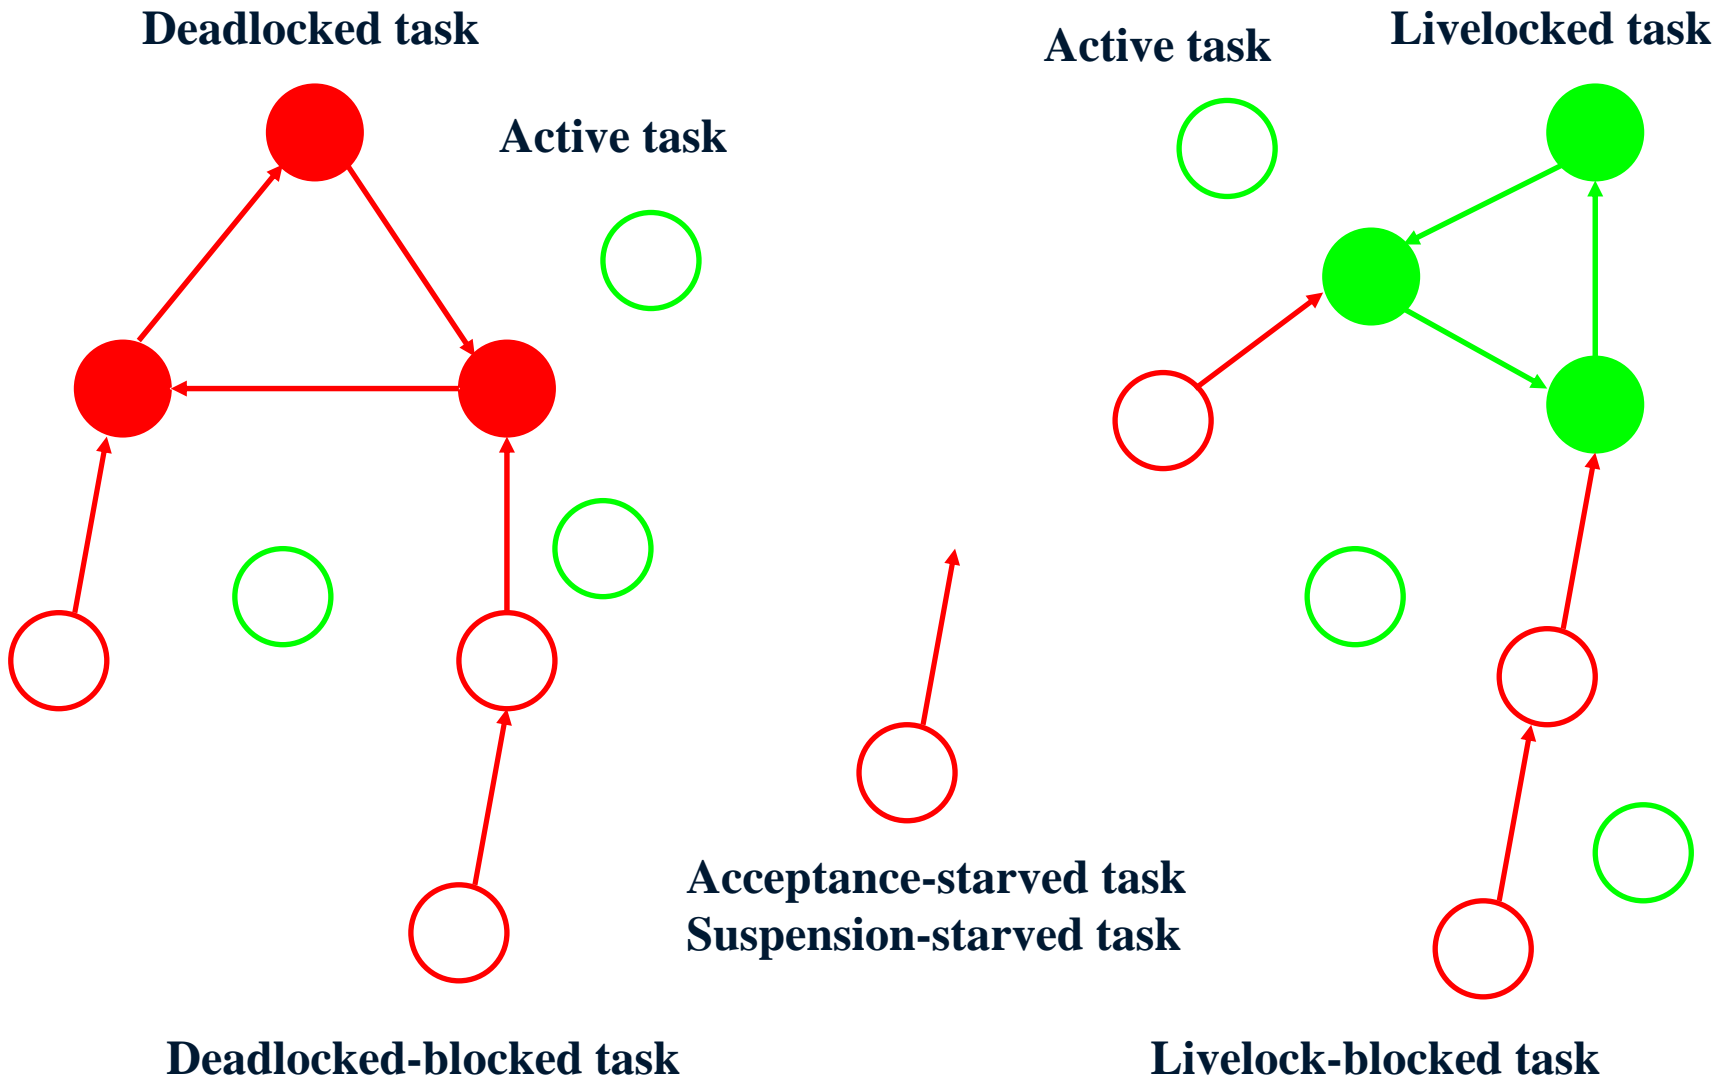 Deadlocked task
Active task
Active task
Livelocked task
Acceptance-starved task
Suspension-starved task
Deadlocked-blocked task
Livelock-blocked task